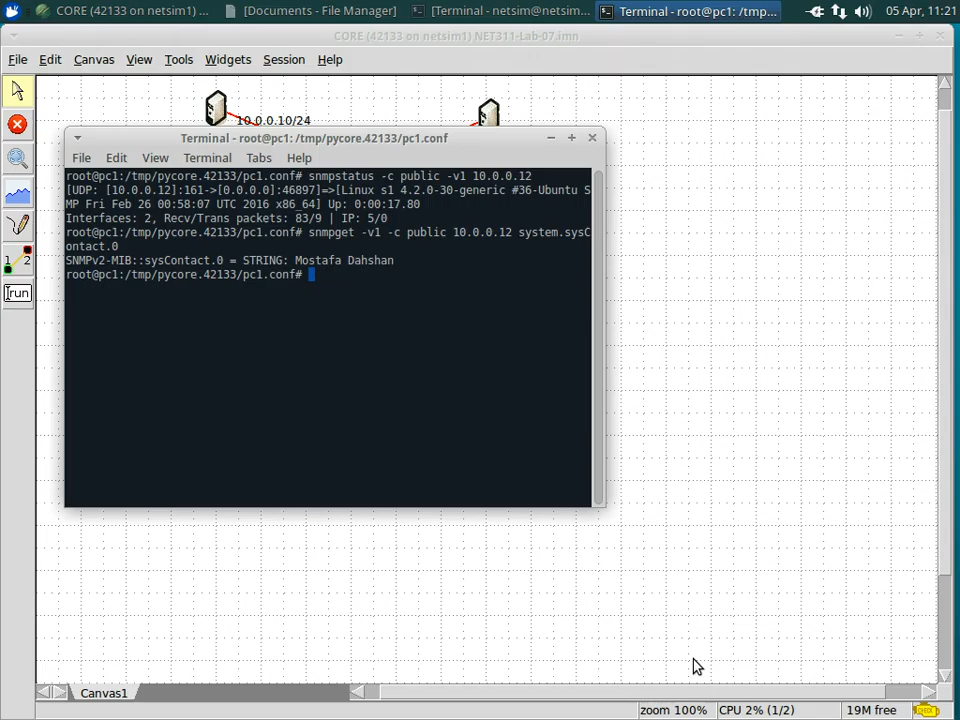 CORE (42133 on netsim1) ...
[Documents - File Manager]
[Terminal - netsim@netsim...
Terminal - root@pc1: /tmp...
05 Apr, 11:21
CORE (42133 on netsim1) NET311-Lab-07.imn
File Edit Canvas View Tools Widgets Session Help
10.0.0.10/24
Terminal - root@pc1: /tmp/pycore.42133/pc1.conf
File Edit View Terminal Tabs Help
root@pc1:/tmp/pycore.42133/pc1.conf# snmpstatus -c public -v1 10.0.0.12
[UDP: [10.0.0.12]:161->[0.0.0.0]:46897]=>[Linux s1 4.2.0-30-generic #36-Ubuntu S
MP Fri Feb 26 00:58:07 UTC 2016 x86_64] Up: 0:00:17.80
Interfaces: 2, Recv/Trans packets: 83/9 | IP: 5/0
root@pc1:/tmp/pycore.42133/pc1.conf# snmpget -v1 -c public 10.0.0.12 system.sysC
ontact.0
SNMPv2-MIB::sysContact.0 = STRING: Mostafa Dahshan
root@pc1:/tmp/pycore.42133/pc1.conf#
1 2
run
Canvas1
zoom 100%
CPU 2% (1/2)
19M free
CHECK